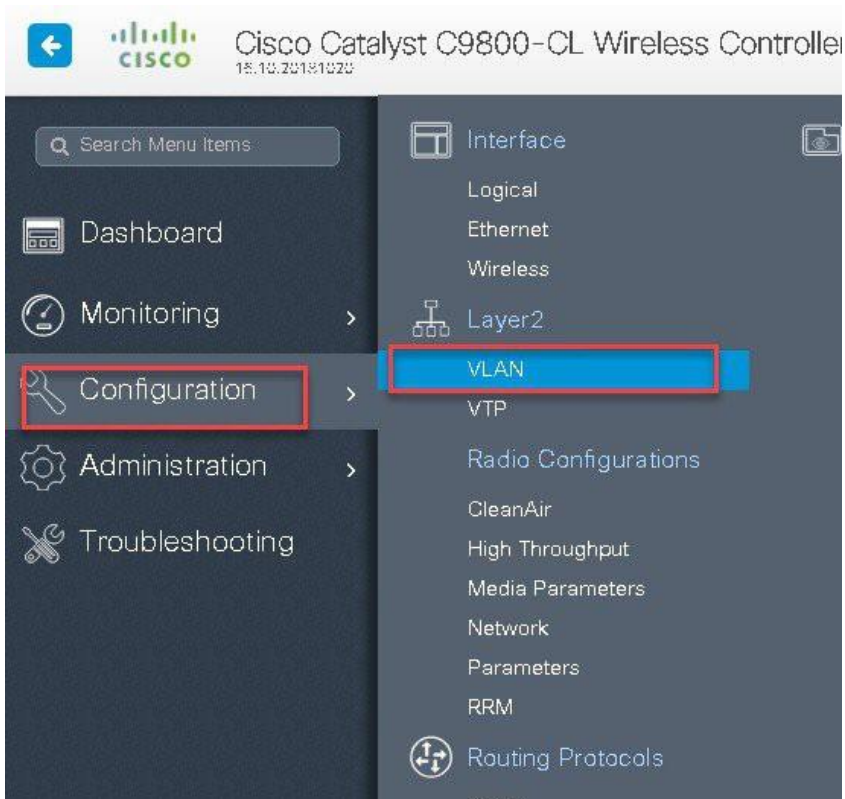 CISCO
Cisco Catalyst C9800-CL Wireless Controller
Search Menu Items
Dashboard
Monitoring
Configuration
Administration
Troubleshooting
Interface
Logical
Ethernet
Wireless
Layer2
VLAN
VTP
Radio Configurations
CleanAir
High Throughput
Media Parameters
Network
Parameters
RRM
Routing Protocols